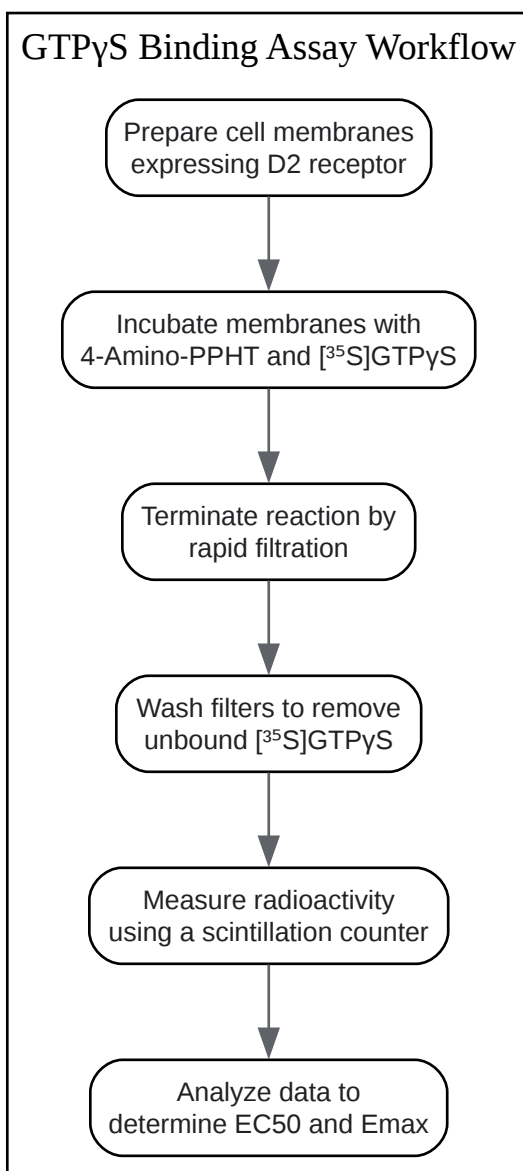 GTPγS Binding Assay Workflow
Prepare cell membranes
expressing D2 receptor
Incubate membranes with
4-Amino-PPHT and [³⁵S]GTPγS
Terminate reaction by
rapid filtration
Wash filters to remove
unbound [³⁵S]GTPγS
Measure radioactivity
using a scintillation counter
Analyze data to
determine EC50 and Emax